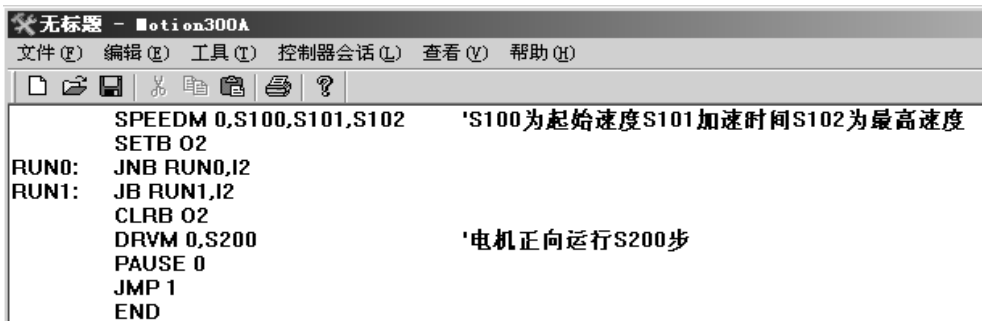 无标题 - Motion300A
文件(F) 编辑(E) 工具(T) 控制器会话(L) 查看(V) 帮助(H)
SPEEDM 0,S100,S101,S102 'S100为起始速度S101加速时间S102为最高速度
SETB O2
RUN0: JNB RUN0,I2
RUN1: JB RUN1,I2
CLRB O2
DRVM 0,S200 '电机正向运行S200步
PAUSE 0
JMP 1
END